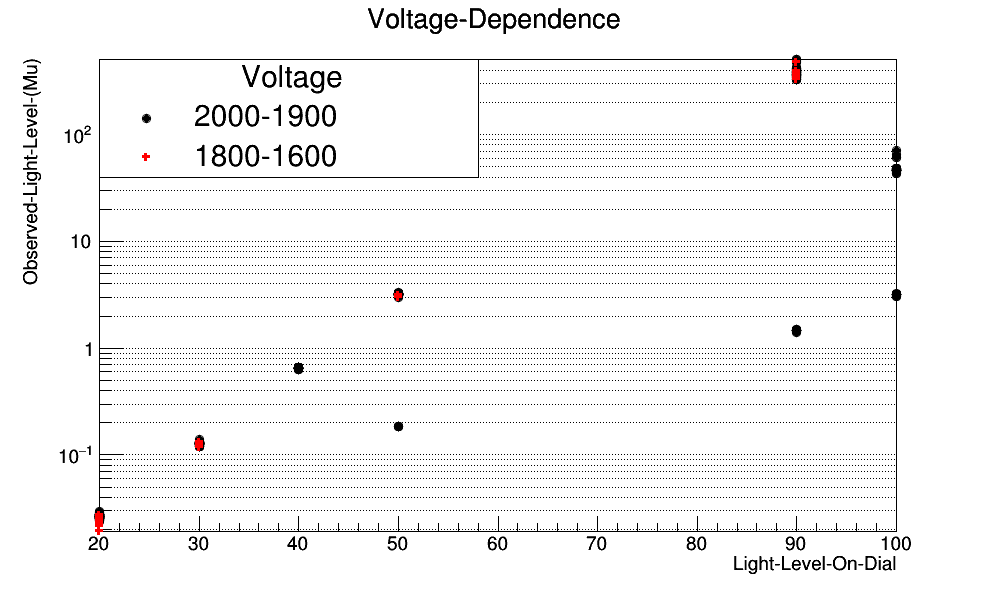 Voltage-Dependence
Observed-Light-Level-(Mu)
Voltage
2000-1900
1800-1600
10²
10
1
10⁻¹
20 30 40 50 60 70 80 90 100
Light-Level-On-Dial